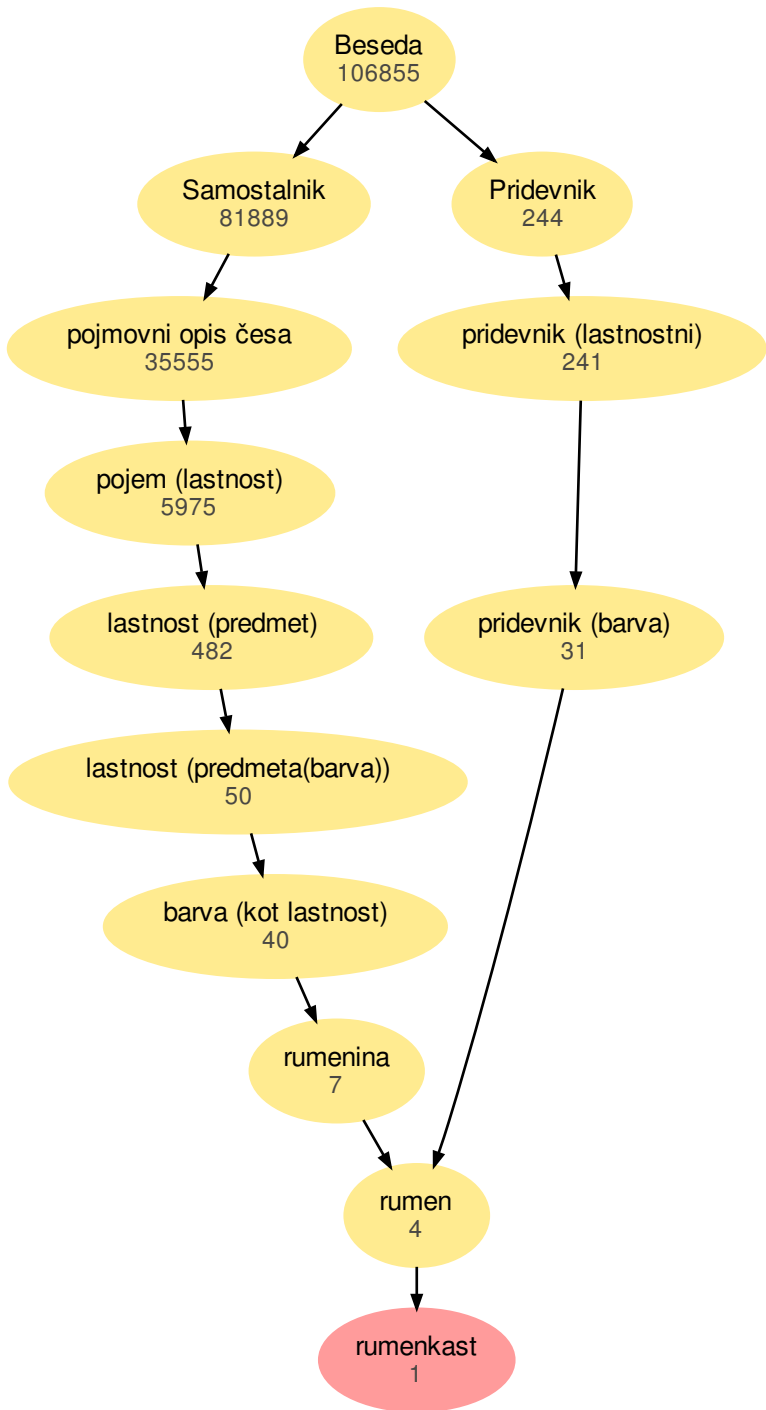 Beseda
106855
Samostalnik
81889
Pridevnik
244
pojmovni opis česa
35555
pridevnik (lastnostni)
241
pojem (lastnost)
5975
lastnost (predmet)
482
pridevnik (barva)
31
lastnost (predmeta(barva))
50
barva (kot lastnost)
40
rumenina
7
rumen
4
rumenkast
1